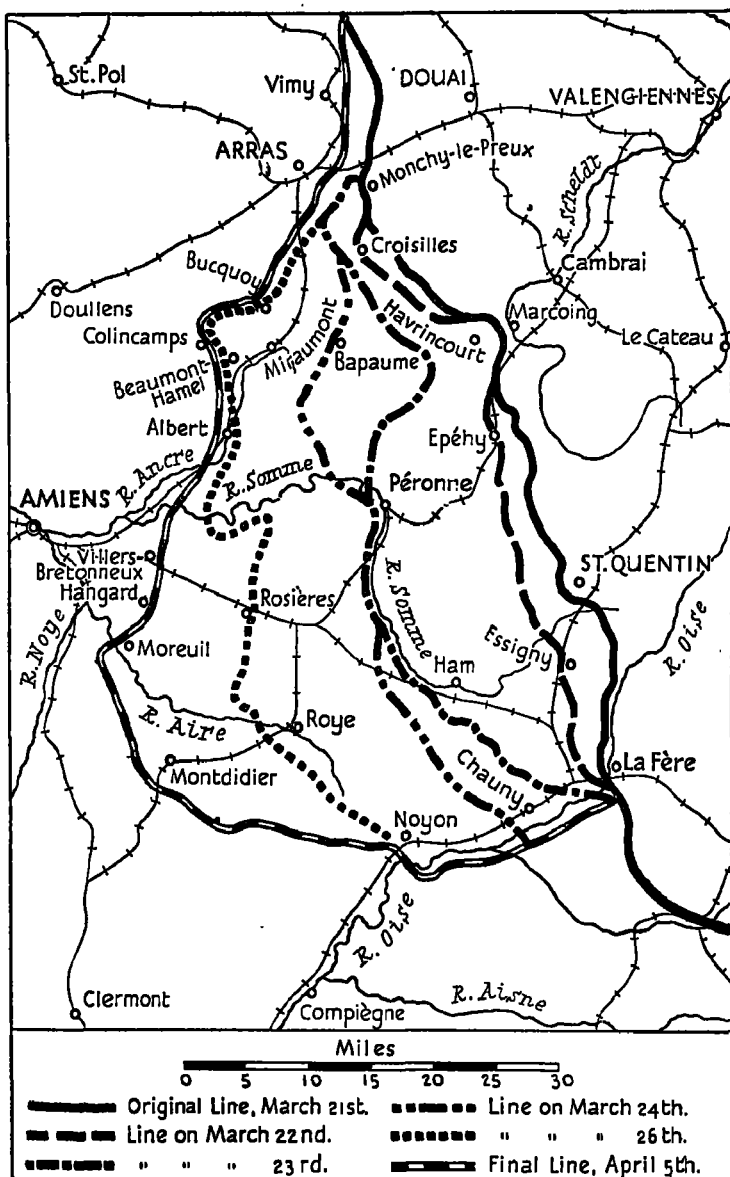 St. Pol
Vimy
DOUAI
VALENGIENNES
ARRAS
Monchy-le-Preux
R. Scheldt
Croisilles
Bucquoy
Cambrai
Doullens
Havrincourt
Marcoing
Colincamps
Miraumont
Le Cateau
Beaumont-
Hamel
Bapaume
Albert
Epéhy
R. Ancre
R. Somme
AMIENS
Péronne
Villers-
Bretonneux
ST. QUENTIN
Hangard
Rosières
R. Somme
R. Oise
R. Noye
Moreuil
Essigny
Ham
R. Aire
Roye
Montdidier
Chauny
La Fère
Noyon
R. Oise
R. Aisne
Clermont
Compiègne
Miles
0 5 10 15 20 25 30
Original Line, March 21st.
Line on March 22nd.
" " " 23rd.
Line on March 24th.
" " " 26th.
Final Line, April 5th.